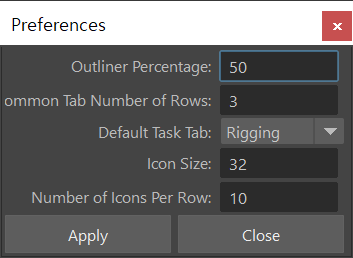 Preferences
Outliner Percentage: 50
ommon Tab Number of Rows: 3
Default Task Tab: Rigging
Icon Size: 32
Number of Icons Per Row: 10
Apply Close